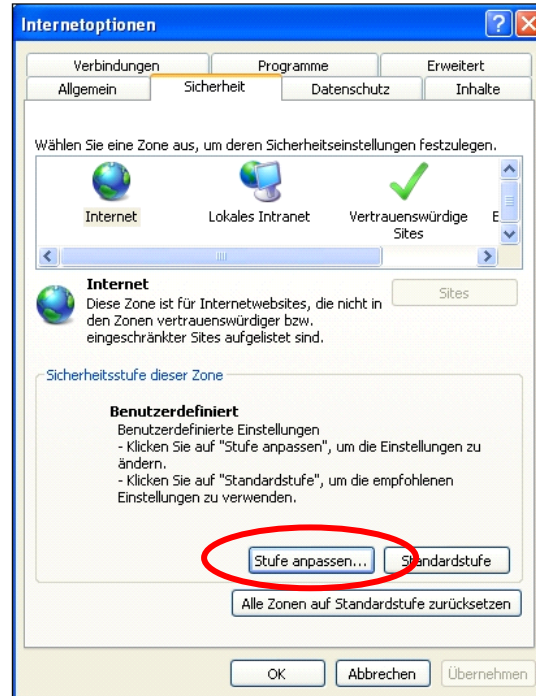 Internetoptionen
Verbindungen Programme Erweitert
Allgemein Sicherheit Datenschutz Inhalte
Wählen Sie eine Zone aus, um deren Sicherheitseinstellungen festzulegen.
Internet Lokales Intranet Vertrauenswürdige Sites E
Internet
Diese Zone ist für Internetwebsites, die nicht in
den Zonen vertrauenswürdiger bzw.
eingeschränkter Sites aufgelistet sind.
Sites
Sicherheitsstufe dieser Zone
Benutzerdefiniert
Benutzerdefinierte Einstellungen
- Klicken Sie auf "Stufe anpassen", um die Einstellungen zu
ändern.
- Klicken Sie auf "Standardstufe", um die empfohlenen
Einstellungen zu verwenden.
Stufe anpassen... Standardstufe
Alle Zonen auf Standardstufe zurücksetzen
OK Abbrechen Übernehmen